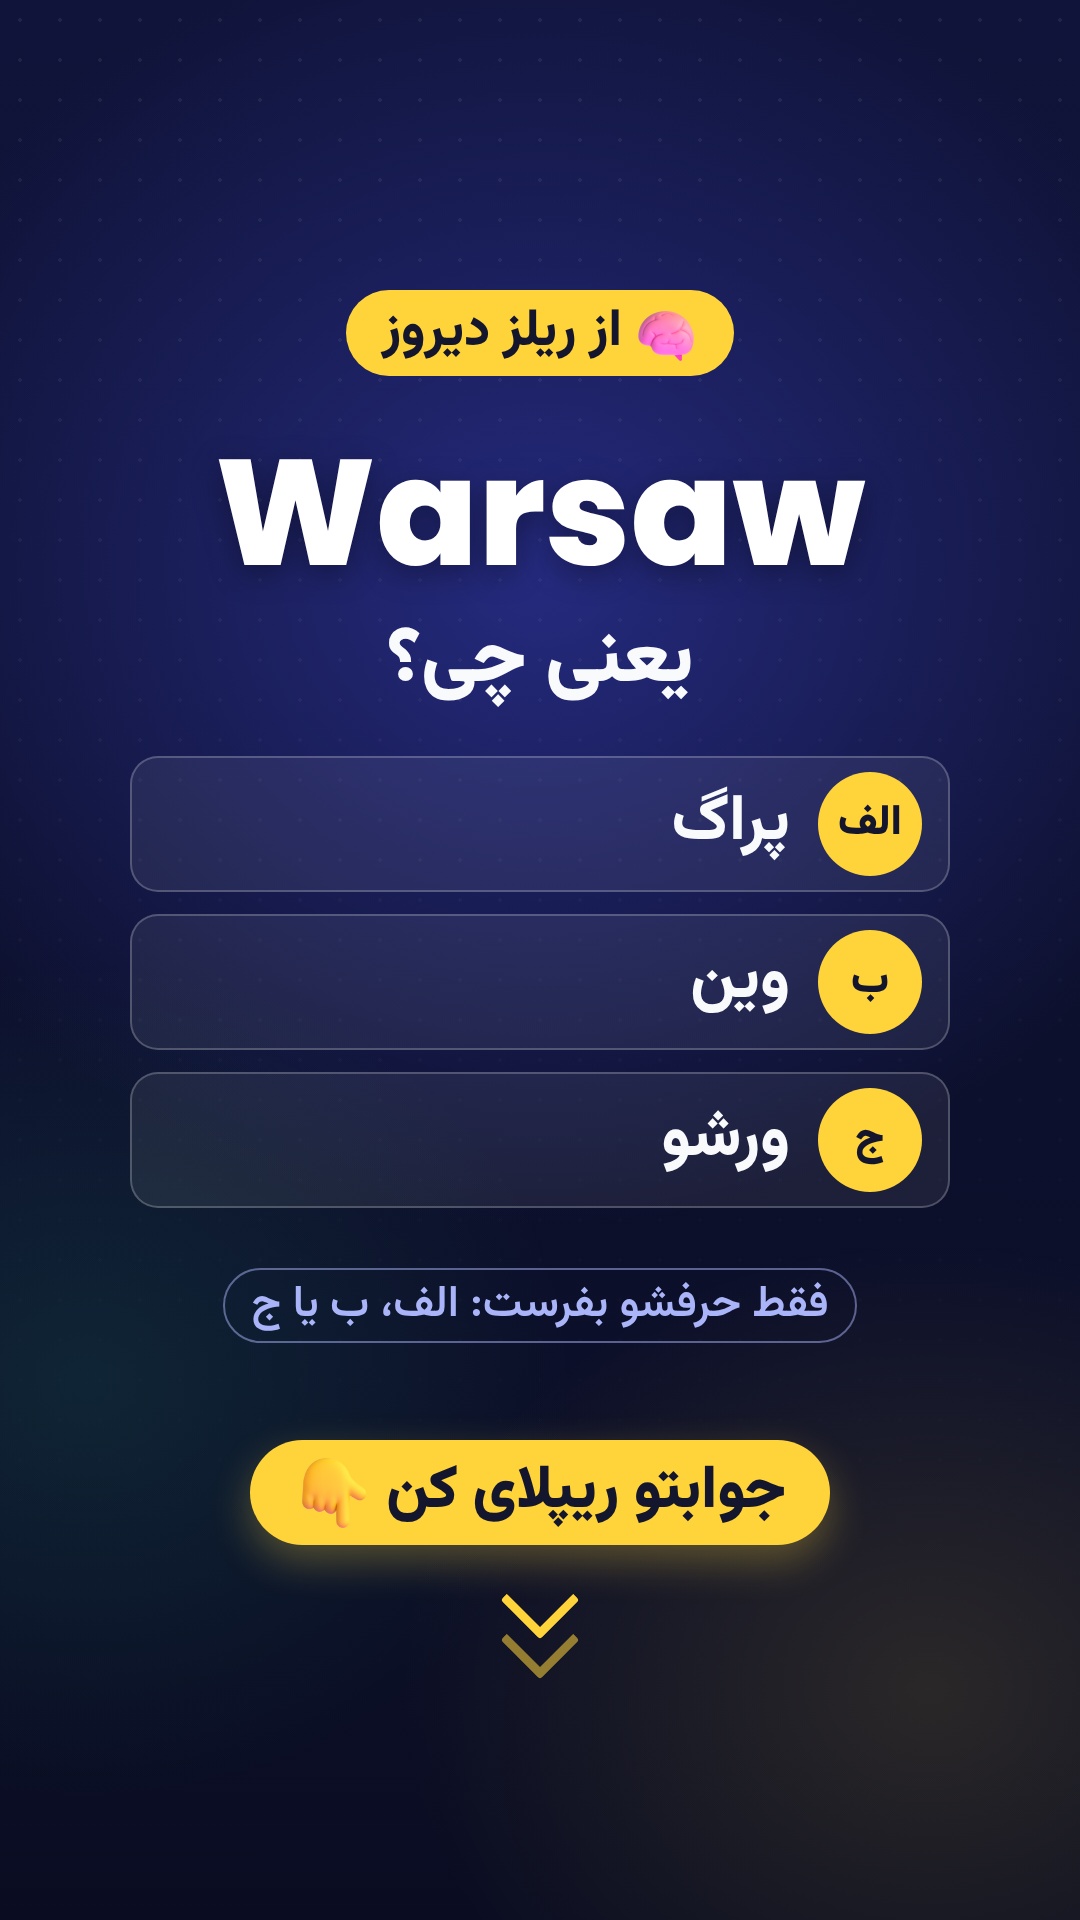 🧠 از ریلز دیروز
Warsaw
یعنی چی؟
الف پراگ
ب وین
ج ورشو
فقط حرفشو بفرست: الف، ب یا ج
جوابتو ریپلای کن 👇